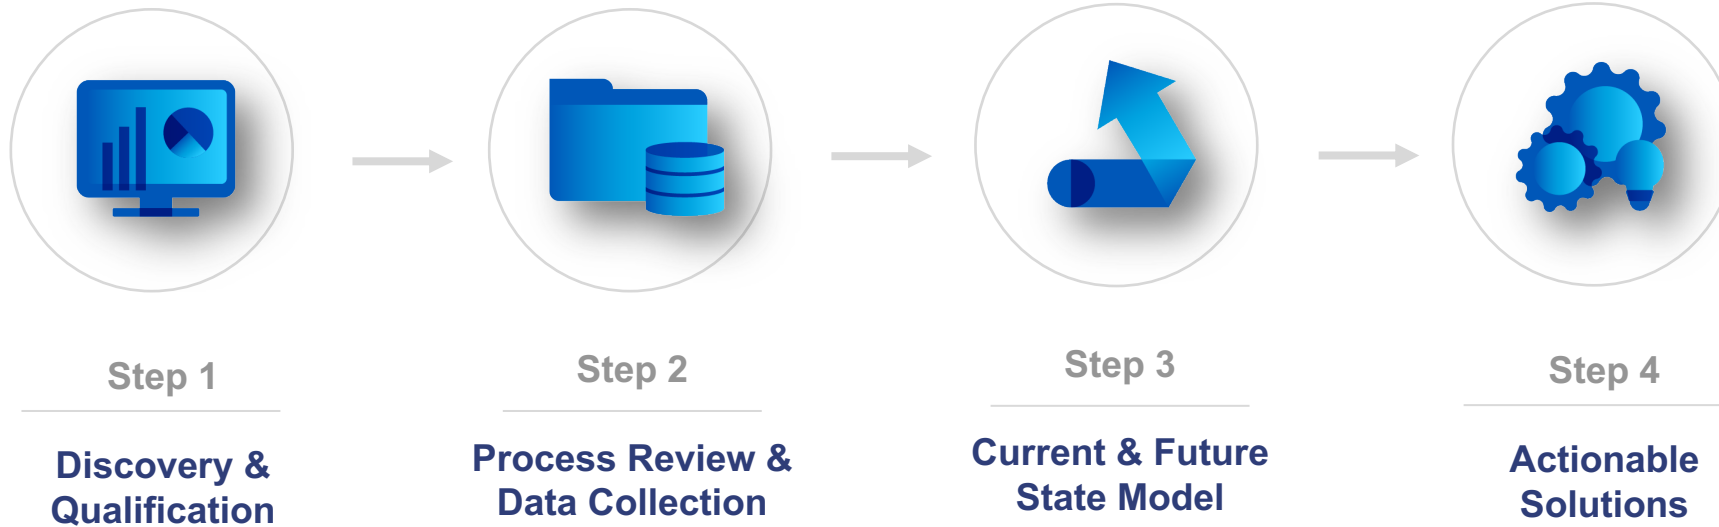 Step 1
Discovery &
Qualification
Step 2
Process Review &
Data Collection
Step 3
Current & Future
State Model
Step 4
Actionable
Solutions